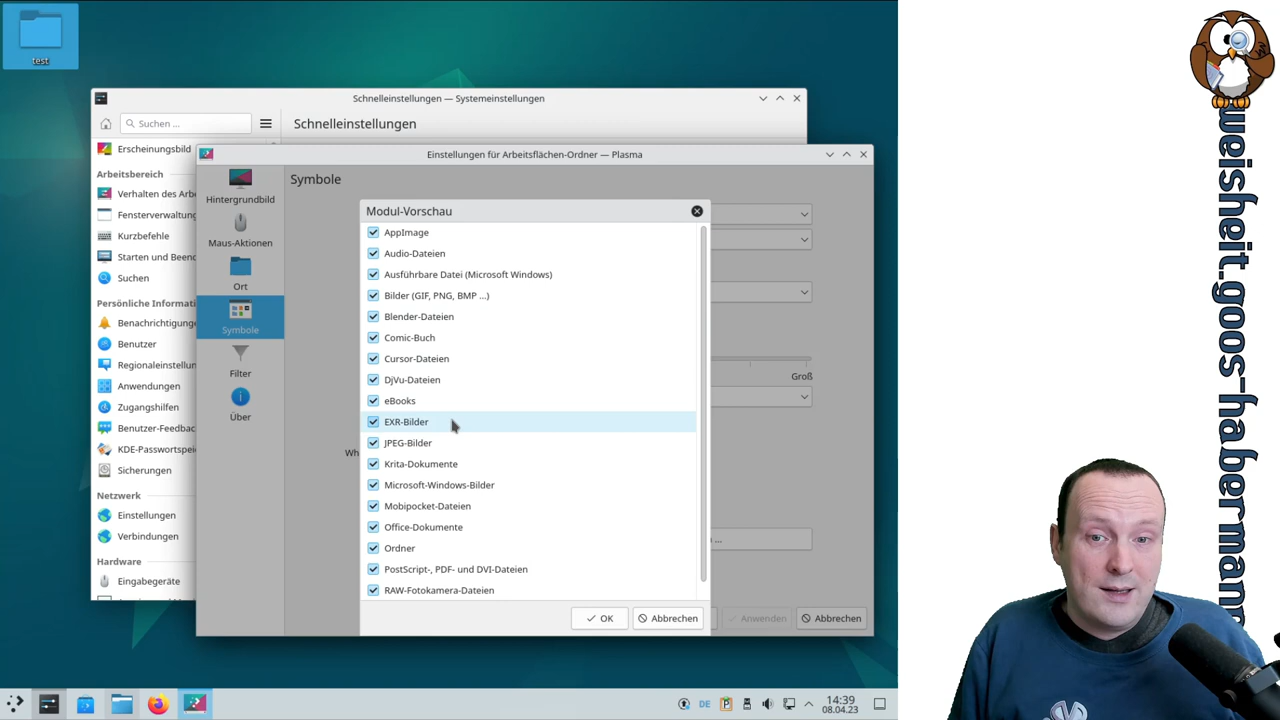 test
Schnelleinstellungen — Systemeinstellungen
Suchen ...
Schnelleinstellungen
Erscheinungsbild
Arbeitsbereich
Verhalten des Arbe
Fensterverwaltung
Kurzbefehle
Starten und Beend
Suchen
Persönliche Informati
Benachrichtigung
Benutzer
Regionaleinstellun
Anwendungen
Zugangshilfen
Benutzer-Feedbac
KDE-Passwortspei
Sicherungen
Netzwerk
Einstellungen
Verbindungen
Hardware
Eingabegeräte
Einstellungen für Arbeitsflächen-Ordner — Plasma
Hintergrundbild
Maus-Aktionen
Ort
Symbole
Filter
Über
Symbole
Groß
Wh
...
Modul-Vorschau
AppImage
Audio-Dateien
Ausführbare Datei (Microsoft Windows)
Bilder (GIF, PNG, BMP ...)
Blender-Dateien
Comic-Buch
Cursor-Dateien
DjVu-Dateien
eBooks
EXR-Bilder
JPEG-Bilder
Krita-Dokumente
Microsoft-Windows-Bilder
Mobipocket-Dateien
Office-Dokumente
Ordner
PostScript-, PDF- und DVI-Dateien
RAW-Fotokamera-Dateien
OK
Abbrechen
Anwenden
Abbrechen
DE
14:39
08.04.23
weisheit.goos-habermann